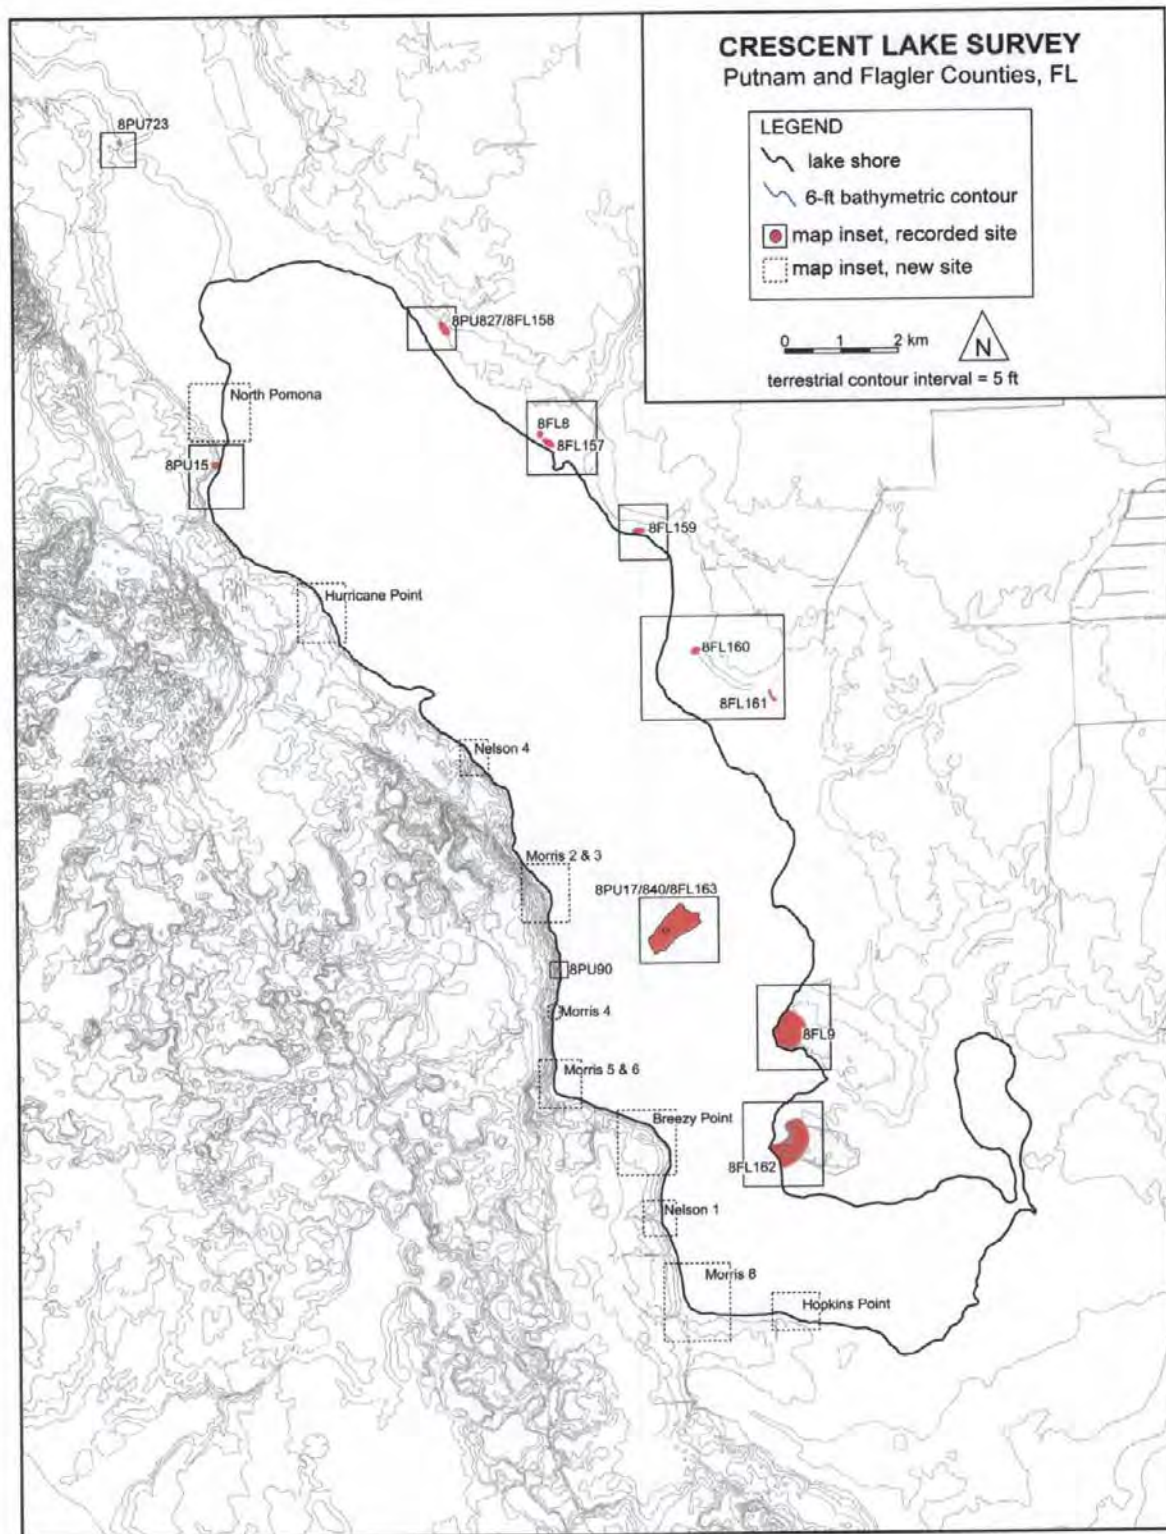 CRESCENT LAKE SURVEY
Putnam and Flagler Counties, FL
LEGEND
lake shore
6-ft bathymetric contour
map inset, recorded site
map inset, new site
0 1 2 km
N
terrestrial contour interval = 5 ft
8PU723
8PU827/8FL158
North Pomona
8FL8
8FL157
8PU15
8FL159
Hurricane Point
8FL160
8FL161
Nelson 4
Morris 2 & 3
8PU17/840/8FL163
8PU90
Morris 4
8FL9
Morris 5 & 6
Breezy Point
8FL162
Nelson 1
Morris 8
Hopkins Point